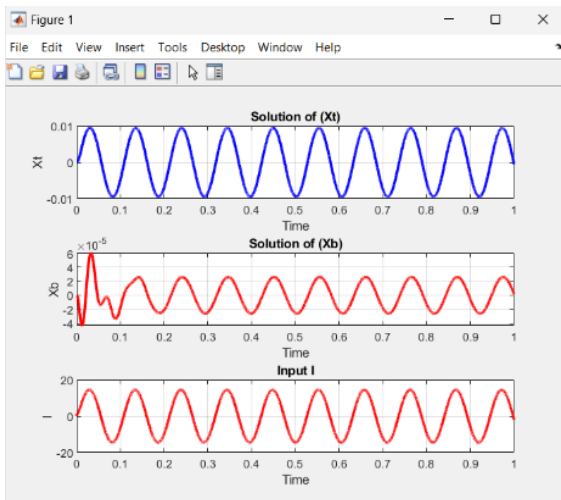 Figure 1
File Edit View Insert Tools Desktop Window Help
Solution of (Xt)
0.01
0
-0.01
Xt
0 0.1 0.2 0.3 0.4 0.5 0.6 0.7 0.8 0.9 1
Time
Solution of (Xb)
×10⁻⁵
6
4
2
0
-2
-4
Xb
0 0.1 0.2 0.3 0.4 0.5 0.6 0.7 0.8 0.9 1
Time
Input I
20
0
-20
I
0 0.1 0.2 0.3 0.4 0.5 0.6 0.7 0.8 0.9 1
Time